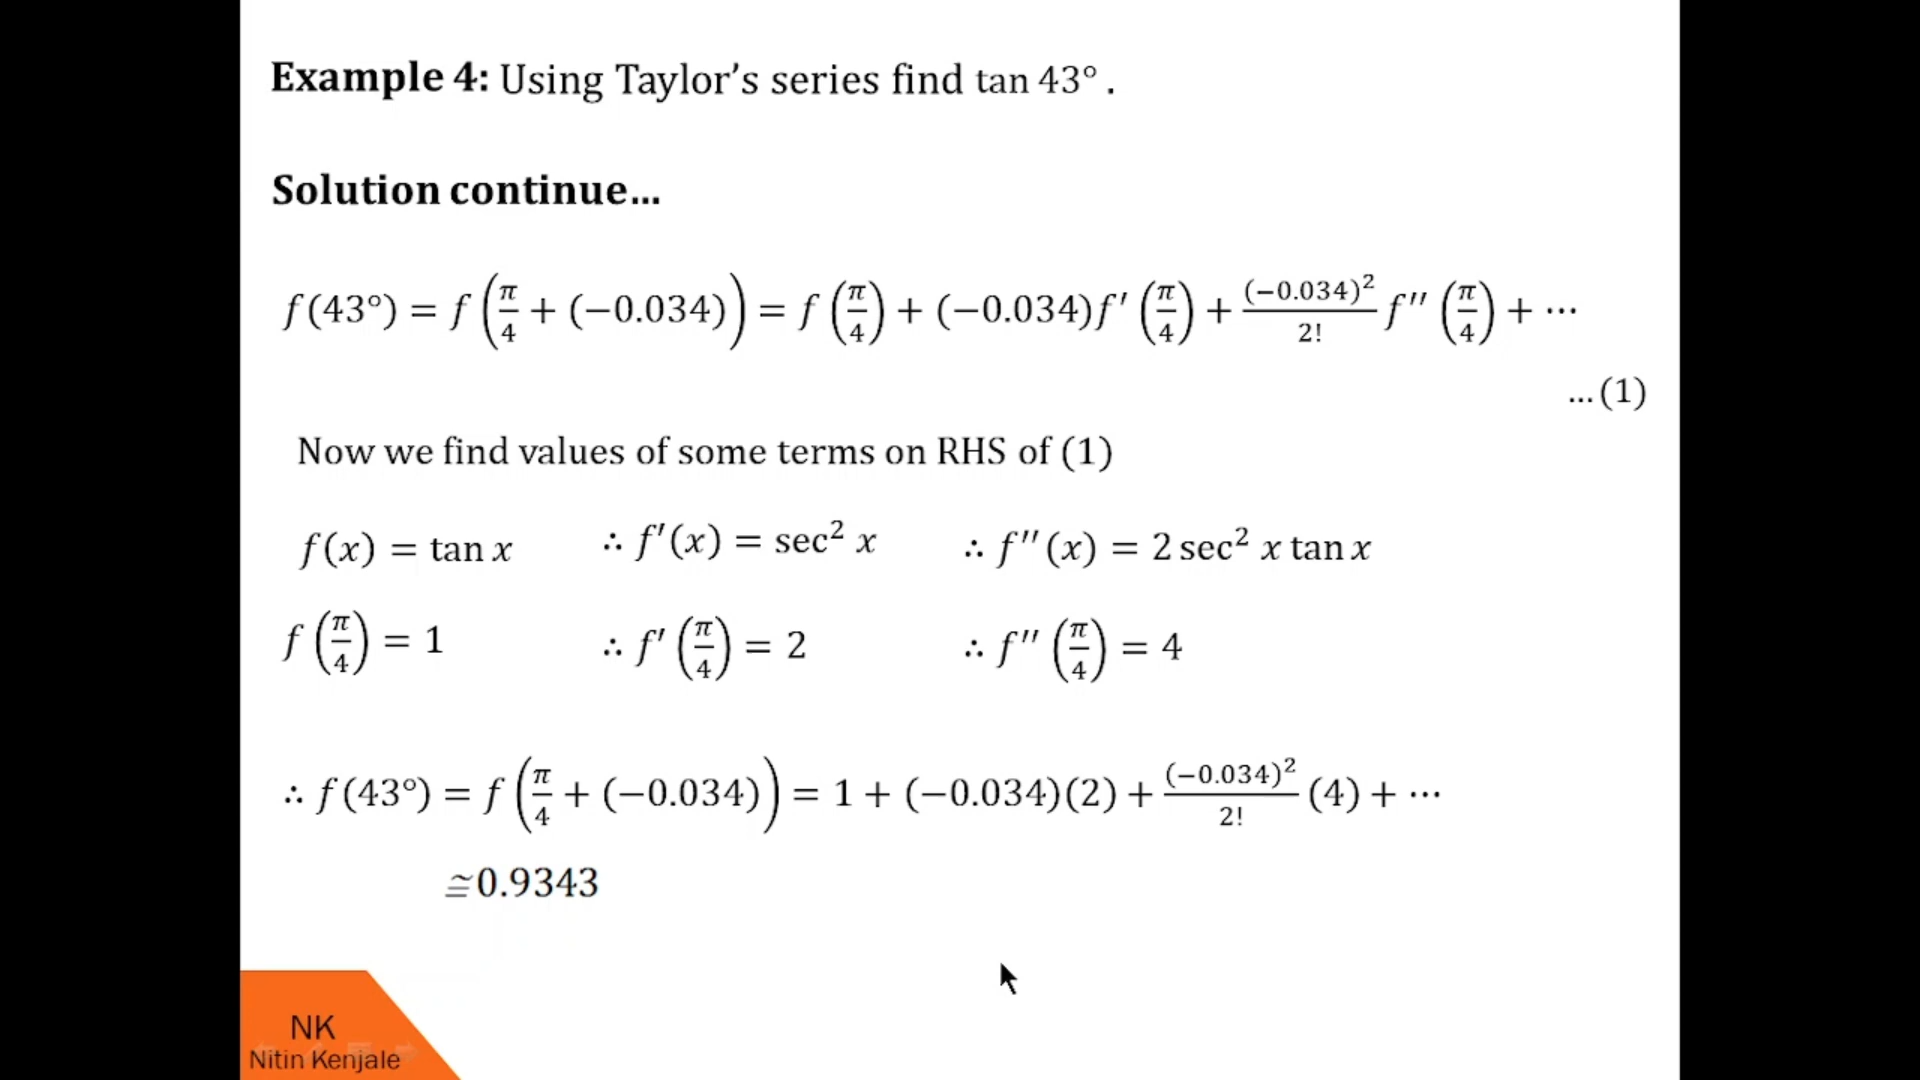 Example 4: Using Taylor’s series find tan 43° .
Solution continue…
f(43°) = f(π/4 + (−0.034)) = f(π/4) + (−0.034)f′(π/4) + (−0.034)²/2! f″(π/4) + ⋯
…(1)
Now we find values of some terms on RHS of (1)
f(x) = tan x ∴ f′(x) = sec² x ∴ f″(x) = 2 sec² x tan x
f(π/4) = 1 ∴ f′(π/4) = 2 ∴ f″(π/4) = 4
∴ f(43°) = f(π/4 + (−0.034)) = 1 + (−0.034)(2) + (−0.034)²/2! (4) + ⋯
≅0.9343
NK
Nitin Kenjale